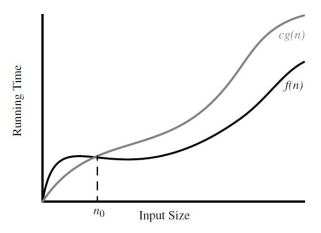 cg(n)
f(n)
Running Time
n0
Input Size